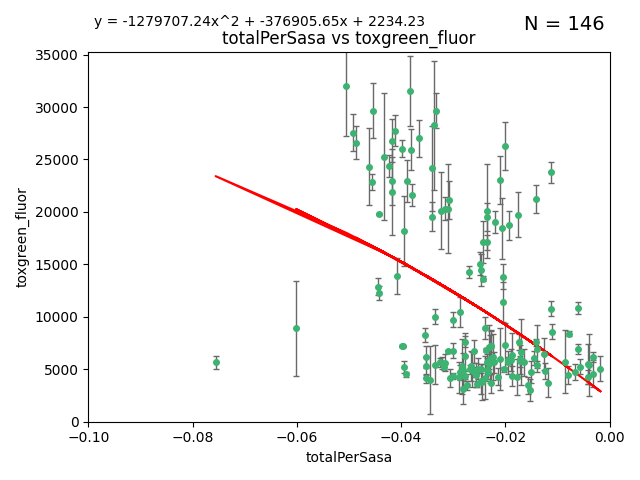 y = -1279707.24x^2 + -376905.65x + 2234.23
N = 146
totalPerSasa vs toxgreen_fluor
35000
30000
25000
20000
15000
10000
5000
0
toxgreen_fluor
−0.10 −0.08 −0.06 −0.04 −0.02 0.00
totalPerSasa